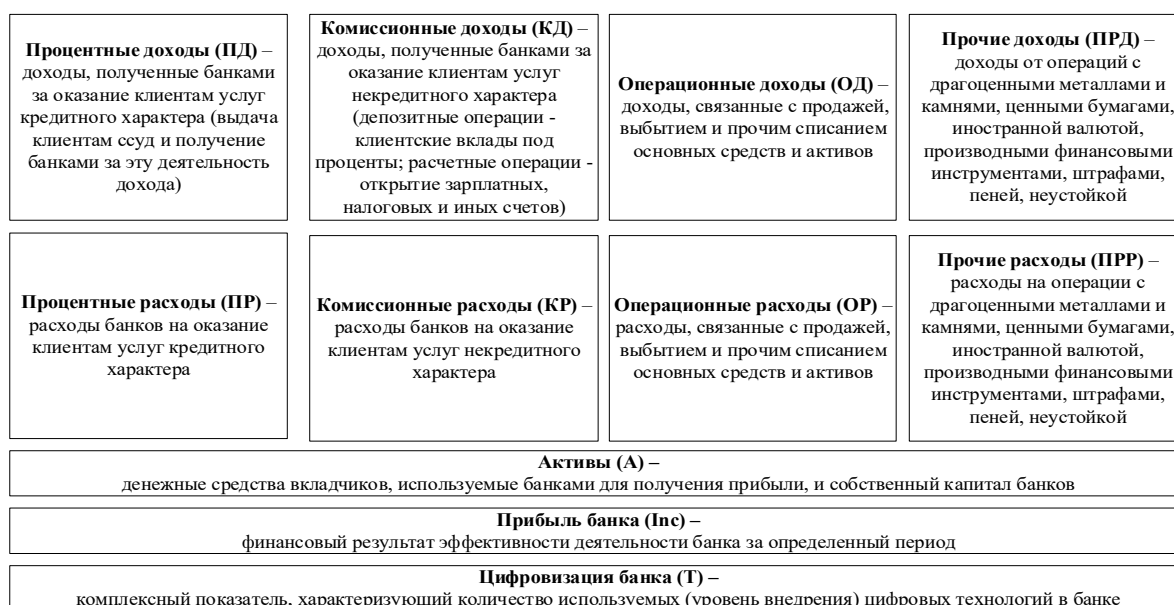 Процентные доходы (ПД) –
доходы, полученные банками
за оказание клиентам услуг
кредитного характера (выдача
клиентам ссуд и получение
банками за эту деятельность
дохода)
Комиссионные доходы (КД) –
доходы, полученные банками за
оказание клиентам услуг
некредитного характера
(депозитные операции -
клиентские вклады под
проценты; расчетные операции -
открытие зарплатных,
налоговых и иных счетов)
Операционные доходы (ОД)
– доходы, связанные с продажей,
выбытием и прочим списанием
основных средств и активов
Прочие доходы (ПРД) –
доходы от операций с
драгоценными металлами и
камнями, ценными бумагами,
иностранной валютой,
производными финансовыми
инструментами, штрафами,
пеней, неустойкой
Процентные расходы (ПР) –
расходы банков на оказание
клиентам услуг кредитного
характера
Комиссионные расходы (КР) –
расходы банков на оказание
клиентам услуг некредитного
характера
Операционные расходы (ОР) –
расходы, связанные с продажей,
выбытием и прочим списанием
основных средств и активов
Прочие расходы (ПРР) –
расходы на операции с
драгоценными металлами и
камнями, ценными бумагами,
иностранной валютой,
производными финансовыми
инструментами, штрафами,
пеней, неустойкой
Активы (А) –
денежные средства вкладчиков, используемые банками для получения прибыли, и собственный капитал банков
Прибыль банка (Inc) –
финансовый результат эффективности деятельности банка за определенный период
Цифровизация банка (Т) –
комплексный показатель, характеризующий количество используемых (уровень внедрения) цифровых технологий в банке